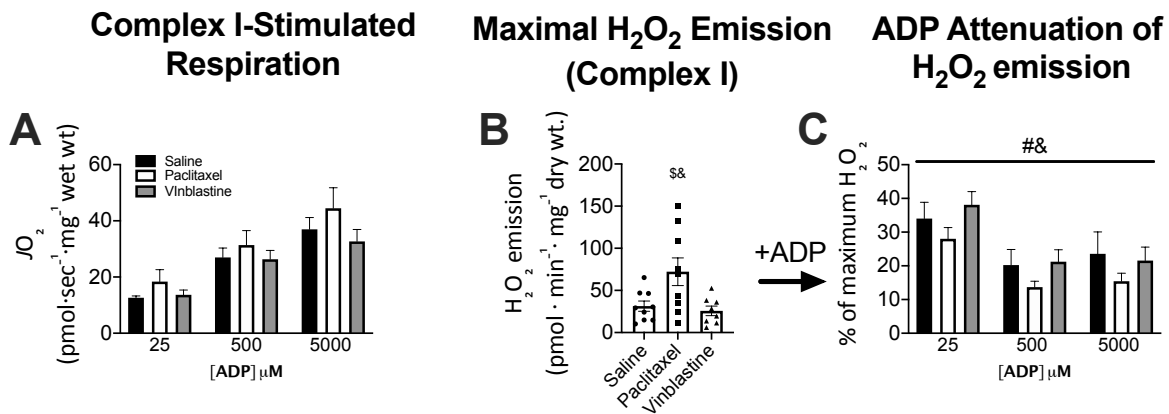 Complex I-Stimulated
Respiration
Maximal H₂O₂ Emission
(Complex I)
ADP Attenuation of
H₂O₂ emission
A
JO₂
(pmol·sec⁻¹·mg⁻¹ wet wt)
60
40
20
0
Saline
Paclitaxel
VInblastine
25
500
5000
[ADP] μM
B
H₂O₂ emission
(pmol · min⁻¹· mg⁻¹ dry wt.)
200
150
100
50
0
$&
Saline
Paclitaxel
Vinblastine
+ADP
C
% of maximum H₂O₂
50
40
30
20
10
0
#&
25
500
5000
[ADP] μM